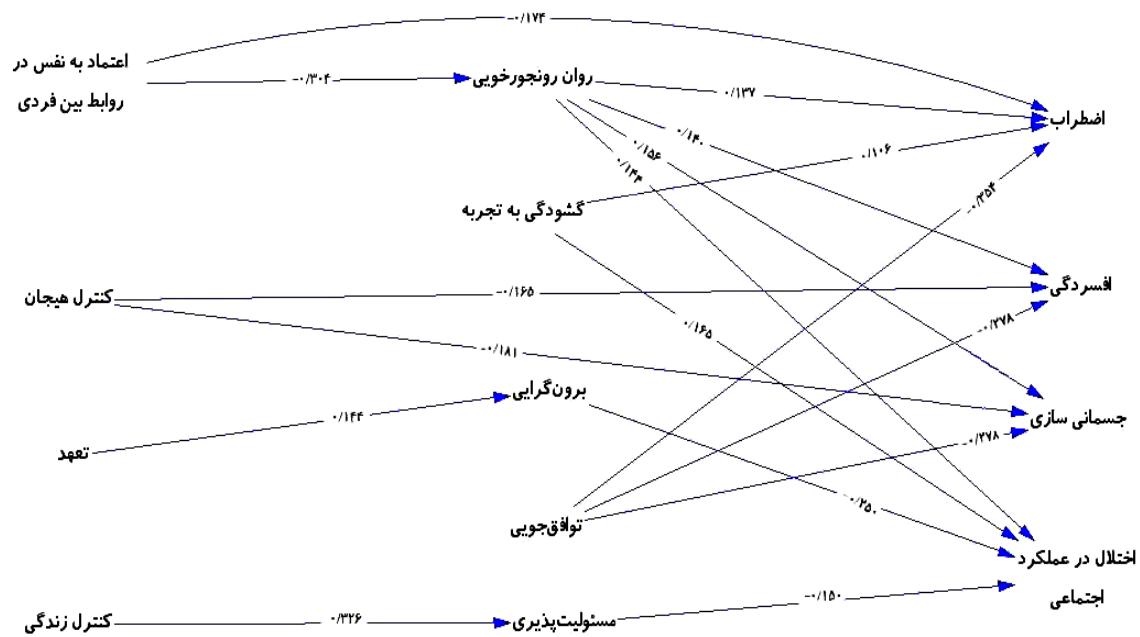 -۰/۱۷۴
اعتماد به نفس در
روابط بین فردی
-۰/۳۰۴
روان رونجورخویی
۰/۱۳۷
اضطراب
۰/۱۴۰
۰/۱۵۶
۰/۱۴۴
۰/۱۰۶
-۰/۳۵۴
گشودگی به تجربه
کنترل هیجان
-۰/۱۶۵
افسردگی
۰/۱۶۵
-۰/۲۷۸
-۰/۱۸۱
برون‌گرایی
۰/۱۴۴
تعهد
جسمانی سازی
-۰/۲۷۸
-۰/۲۵۰
توافق‌جویی
اختلال در عملکرد
اجتماعی
کنترل زندگی
۰/۳۲۶
مسئولیت‌پذیری
-۰/۱۵۰